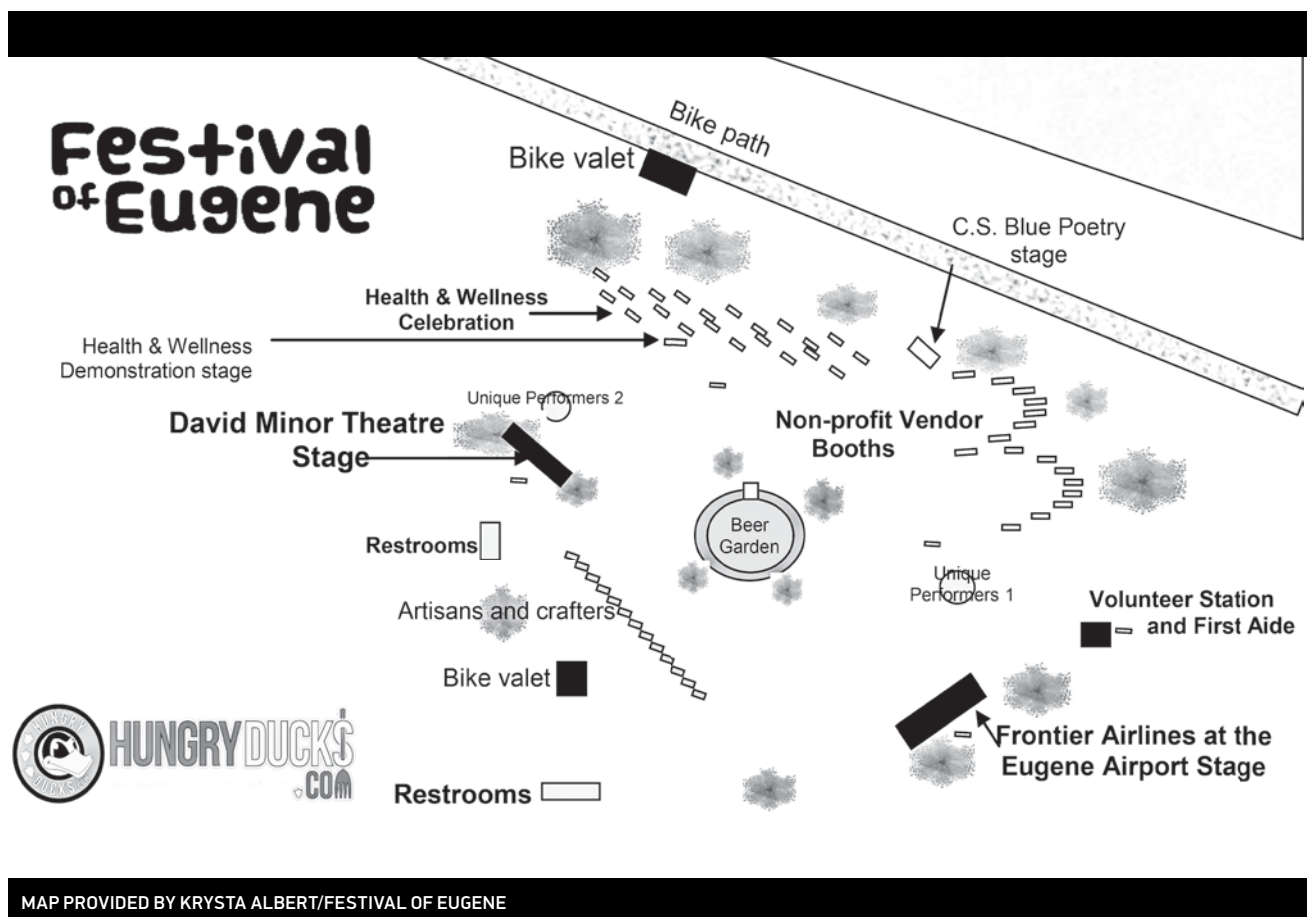 Festival
of Eugene
Bike path
Bike valet
C.S. Blue Poetry
stage
Health & Wellness
Celebration
Health & Wellness
Demonstration stage
Unique Performers 2
David Minor Theatre
Stage
Non-profit Vendor
Booths
Beer
Garden
Restrooms
Unique
Performers 1
Artisans and crafters
Volunteer Station
and First Aide
Bike valet
HUNGRY DUCKS
HUNGRYDUCKS
.COM
Frontier Airlines at the
Eugene Airport Stage
Restrooms
MAP PROVIDED BY KRYSTA ALBERT/FESTIVAL OF EUGENE